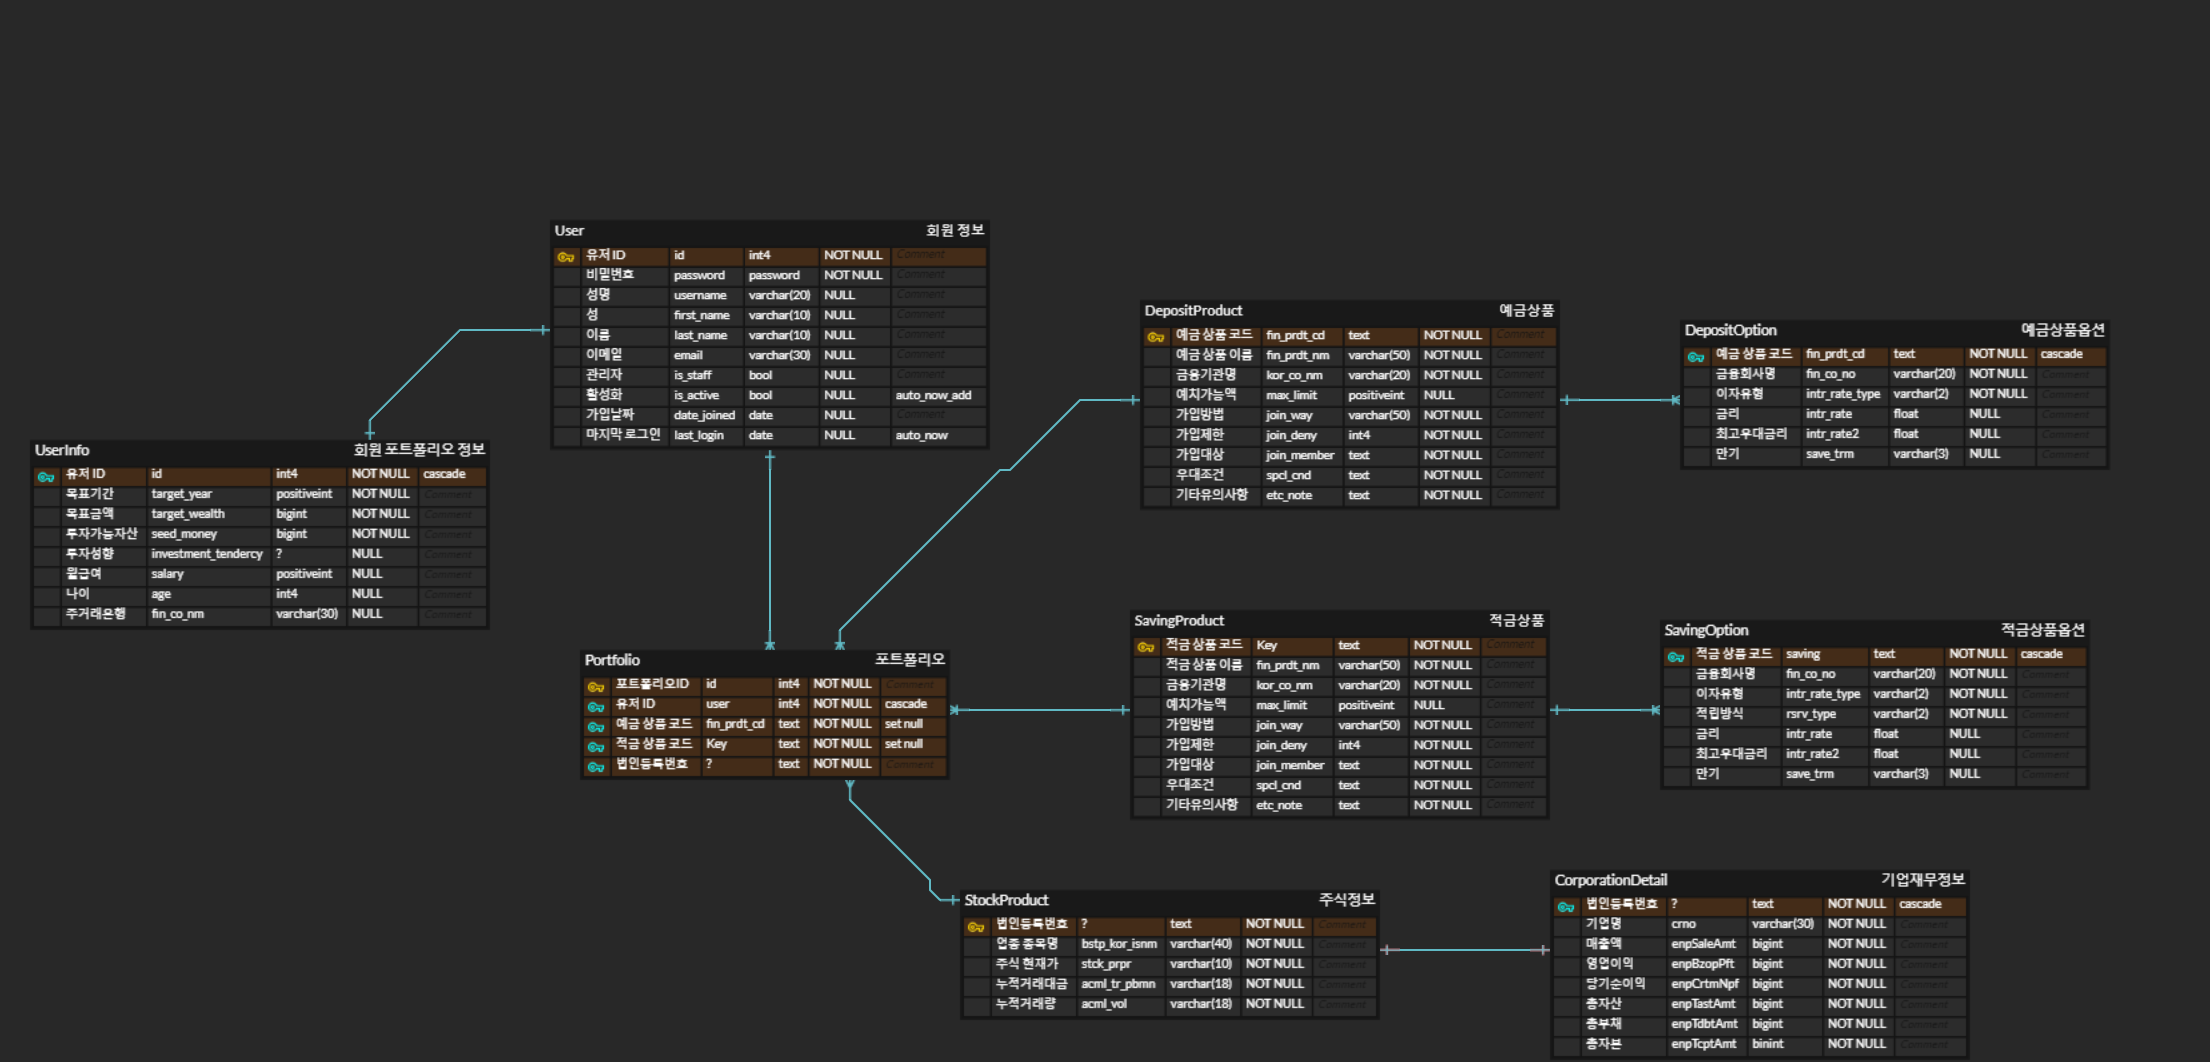 User 회원 정보
유저 ID id int4 NOT NULL Comment
비밀번호 password password NOT NULL Comment
성명 username varchar(20) NULL Comment
성 first_name varchar(10) NULL Comment
이름 last_name varchar(10) NULL Comment
이메일 email varchar(30) NULL Comment
관리자 is_staff bool NULL Comment
활성화 is_active bool NULL auto_now_add
가입날짜 date_joined date NULL Comment
마지막 로그인 last_login date NULL auto_now
UserInfo 회원 포트폴리오 정보
유저 ID id int4 NOT NULL cascade
목표기간 target_year positiveint NOT NULL Comment
목표금액 target_wealth bigint NOT NULL Comment
투자가능자산 seed_money bigint NOT NULL Comment
투자성향 investment_tendercy ? NULL Comment
월급여 salary positiveint NULL Comment
나이 age int4 NULL Comment
주거래은행 fin_co_nm varchar(30) NULL Comment
DepositProduct 예금상품
예금 상품 코드 fin_prdt_cd text NOT NULL Comment
예금 상품 이름 fin_prdt_nm varchar(50) NOT NULL Comment
금융기관명 kor_co_nm varchar(20) NOT NULL Comment
예치가능액 max_limit positiveint NULL Comment
가입방법 join_way varchar(50) NOT NULL Comment
가입제한 join_deny int4 NOT NULL Comment
가입대상 join_member text NOT NULL Comment
우대조건 spcl_cnd text NOT NULL Comment
기타유의사항 etc_note text NOT NULL Comment
DepositOption 예금상품옵션
예금 상품 코드 fin_prdt_cd text NOT NULL cascade
금융회사명 fin_co_no varchar(20) NOT NULL Comment
이자유형 intr_rate_type varchar(2) NOT NULL Comment
금리 intr_rate float NULL Comment
최고우대금리 intr_rate2 float NULL Comment
만기 save_trm varchar(3) NULL Comment
Portfolio 포트폴리오
포트폴리오ID id int4 NOT NULL Comment
유저 ID user int4 NOT NULL cascade
예금 상품 코드 fin_prdt_cd text NOT NULL set null
적금 상품 코드 Key text NOT NULL set null
법인등록번호 ? text NOT NULL Comment
SavingProduct 적금상품
적금 상품 코드 Key text NOT NULL Comment
적금 상품 이름 fin_prdt_nm varchar(50) NOT NULL Comment
금융기관명 kor_co_nm varchar(20) NOT NULL Comment
예치가능액 max_limit positiveint NULL Comment
가입방법 join_way varchar(50) NOT NULL Comment
가입제한 join_deny int4 NOT NULL Comment
가입대상 join_member text NOT NULL Comment
우대조건 spcl_cnd text NOT NULL Comment
기타유의사항 etc_note text NOT NULL Comment
SavingOption 적금상품옵션
적금 상품 코드 saving text NOT NULL cascade
금융회사명 fin_co_no varchar(20) NOT NULL Comment
이자유형 intr_rate_type varchar(2) NOT NULL Comment
적립방식 rsrv_type varchar(2) NOT NULL Comment
금리 intr_rate float NULL Comment
최고우대금리 intr_rate2 float NULL Comment
만기 save_trm varchar(3) NULL Comment
StockProduct 주식정보
법인등록번호 ? text NOT NULL Comment
업종 종목명 bstp_kor_isnm varchar(40) NOT NULL Comment
주식 현재가 stck_prpr varchar(10) NOT NULL Comment
누적거래대금 acml_tr_pbmn varchar(18) NOT NULL Comment
누적거래량 acml_vol varchar(18) NOT NULL Comment
CorporationDetail 기업재무정보
법인등록번호 ? text NOT NULL cascade
기업명 crno varchar(30) NOT NULL Comment
매출액 enpSaleAmt bigint NOT NULL Comment
영업이익 enpBzopPft bigint NOT NULL Comment
당기순이익 enpCrtmNpf bigint NOT NULL Comment
총자산 enpTastAmt bigint NOT NULL Comment
총부채 enpTdbtAmt bigint NOT NULL Comment
총자본 enpTcptAmt binint NOT NULL Comment